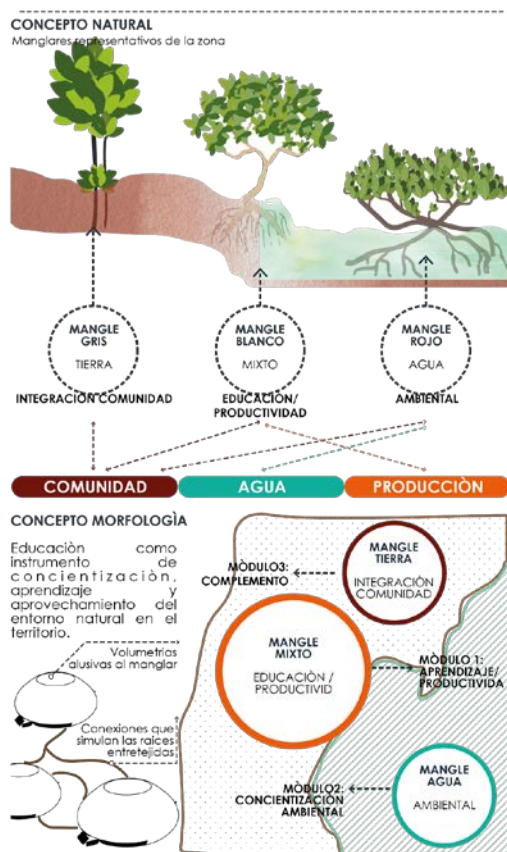 CONCEPTO NATURAL
Manglares representativos de la zona
MANGLE
GRIS
TIERRA
INTEGRACIÓN COMUNIDAD
MANGLE
BLANCO
MIXTO
EDUCACIÓN/
PRODUCTIVIDAD
MANGLE
ROJO
AGUA
AMBIENTAL
COMUNIDAD
AGUA
PRODUCCIÒN
CONCEPTO MORFOLOGÌA
Educaciòn como
instrumento de
concientizaciòn,
aprendizaje y
aprovechamiento del
entorno natural en el
territorio.
Volumetrias
alusivas al manglar
Conexiones que
simulan las raices
entretejidas
MÒDULO3:
COMPLEMENTO
MANGLE
TIERRA
INTEGRACIÓN
COMUNIDAD
MANGLE
MIXTO
EDUCACIÒN /
PRODUCTIVID
MÒDULO 1:
APRENDIZAJE/
PRODUCTIVIDA
MÒDULO2:
CONCIENTIZACIÓN
AMBIENTAL
MANGLE
AGUA
AMBIENTAL